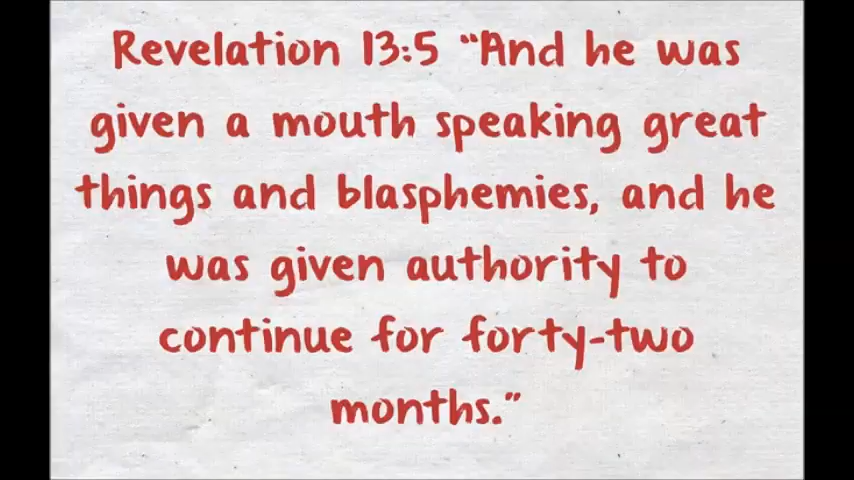 Revelation 13:5 “And he was
given a mouth speaking great
things and blasphemies, and he
was given authority to
continue for forty-two
months.”